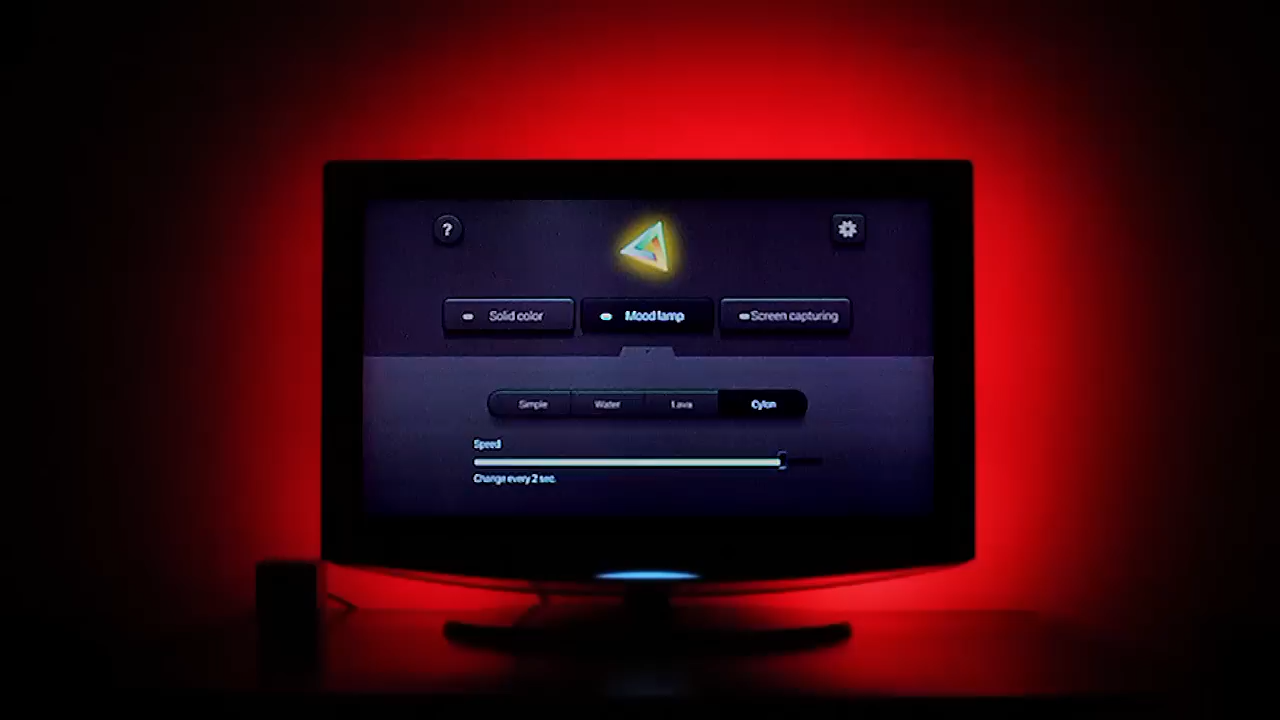 ?
Solid color
Mood lamp
Screen capturing
Simple
Water
Lava
Cylon
Speed
Change every 2 sec.